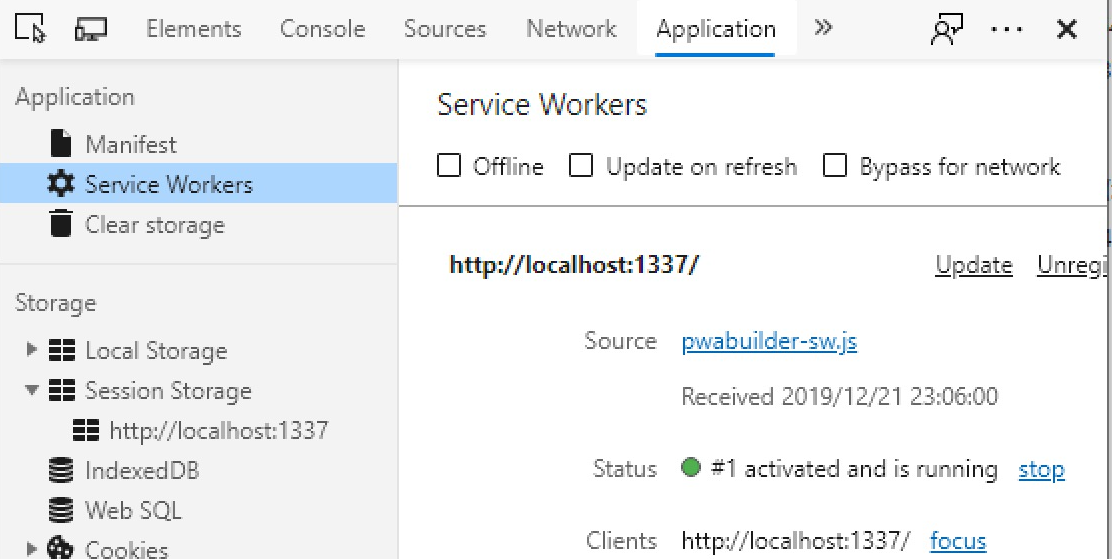 Elements Console Sources Network Application »
Application
Manifest
Service Workers
Clear storage
Storage
Local Storage
Session Storage
http://localhost:1337
IndexedDB
Web SQL
Cookies
Service Workers
Offline Update on refresh Bypass for network
http://localhost:1337/ Update Unregi
Source pwabuilder-sw.js
Received 2019/12/21 23:06:00
Status #1 activated and is running stop
Clients http://localhost:1337/ focus